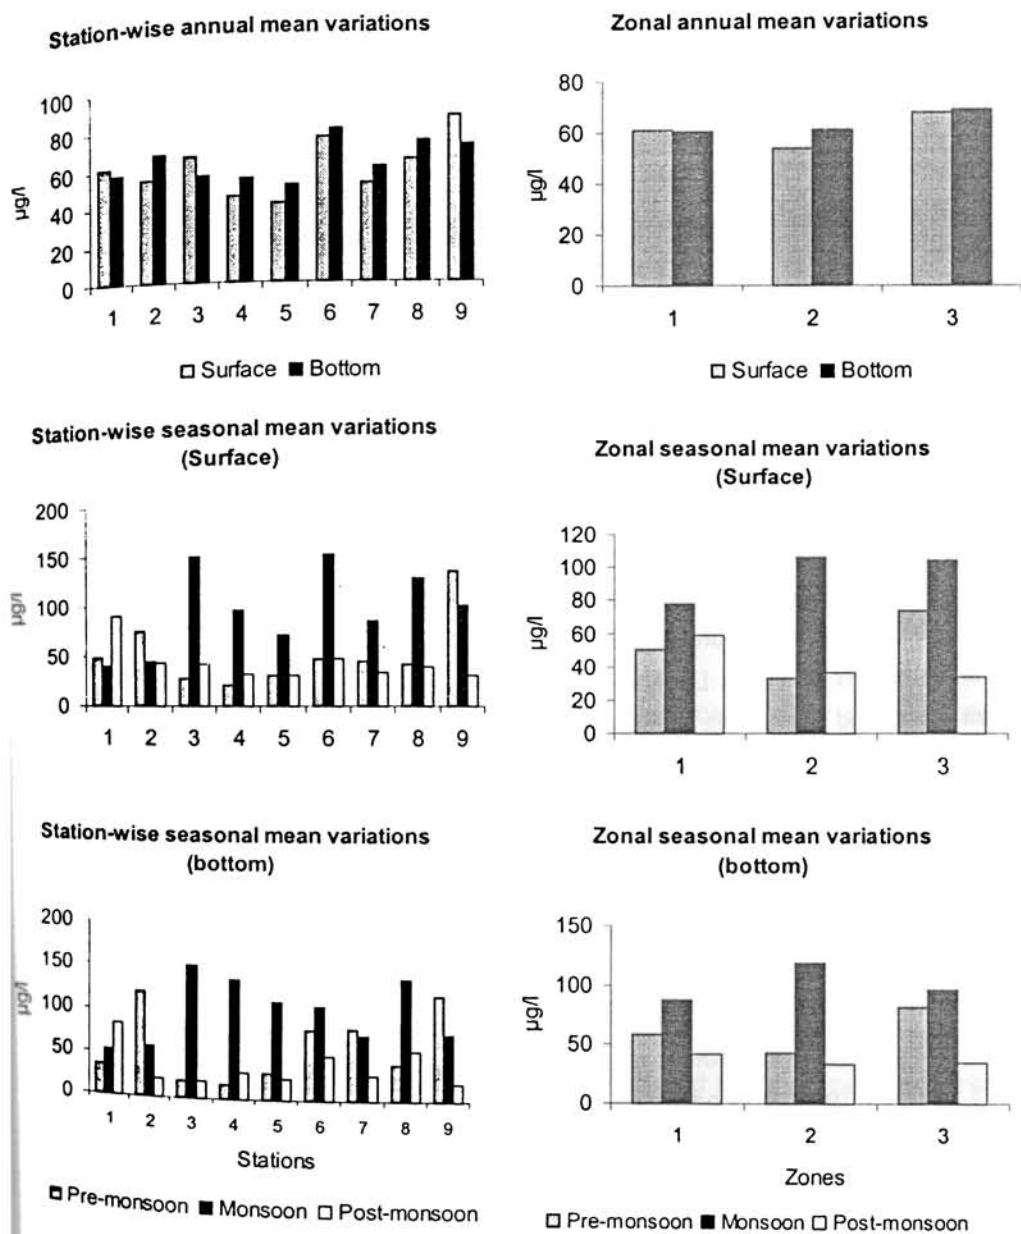 Station-wise annual mean variations
100
80
60
40
20
0
µg/l
1 2 3 4 5 6 7 8 9
Surface Bottom
Zonal annual mean variations
80
60
40
20
0
µg/l
1 2 3
Surface Bottom
Station-wise seasonal mean variations
(Surface)
200
150
100
50
0
µg/l
1 2 3 4 5 6 7 8 9
Zonal seasonal mean variations
(Surface)
120
100
80
60
40
20
0
µg/l
1 2 3
Station-wise seasonal mean variations
(bottom)
200
150
100
50
0
µg/l
1 2 3 4 5 6 7 8 9
Stations
Pre-monsoon Monsoon Post-monsoon
Zonal seasonal mean variations
(bottom)
150
100
50
0
µg/l
1 2 3
Zones
Pre-monsoon Monsoon Post-monsoon